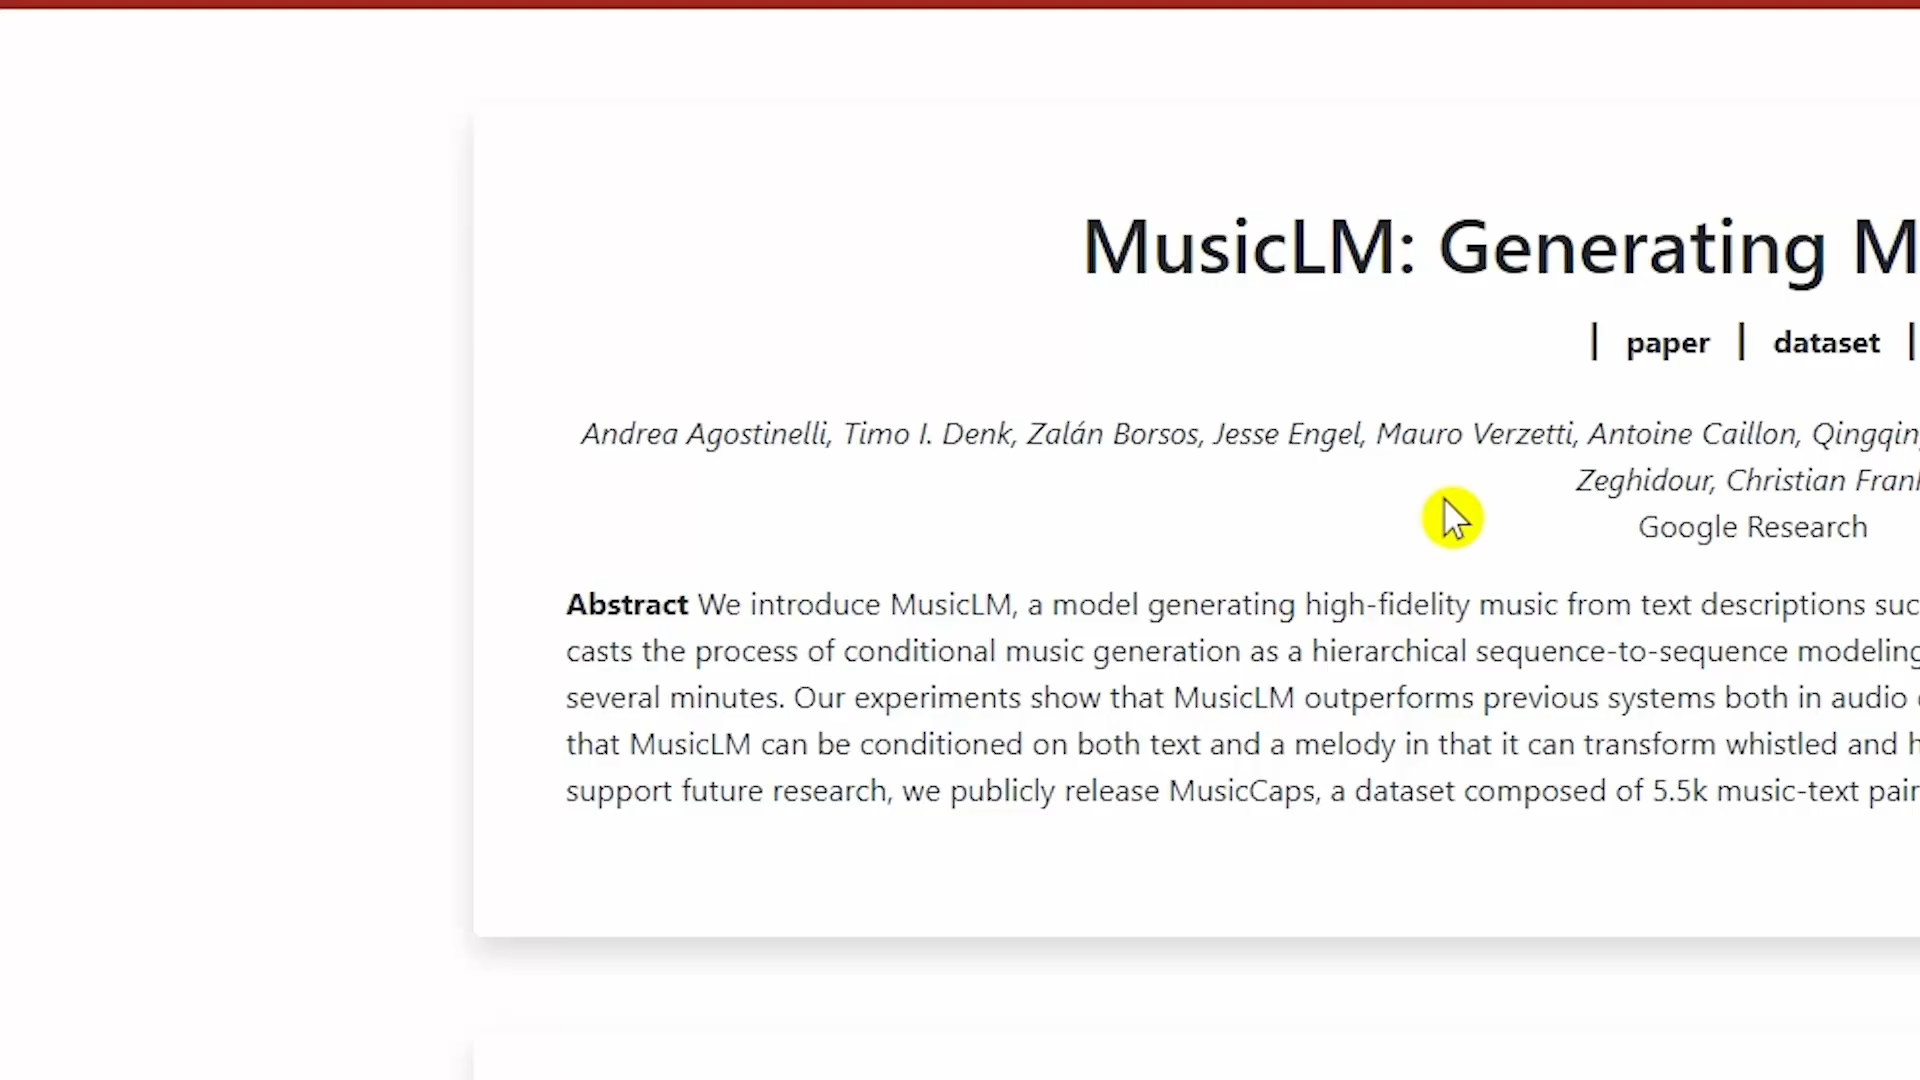 MusicLM: Generating M
| paper | dataset |
Andrea Agostinelli, Timo I. Denk, Zalán Borsos, Jesse Engel, Mauro Verzetti, Antoine Caillon, Qingqin
Zeghidour, Christian Frank
Google Research
Abstract We introduce MusicLM, a model generating high-fidelity music from text descriptions suc
casts the process of conditional music generation as a hierarchical sequence-to-sequence modeling
several minutes. Our experiments show that MusicLM outperforms previous systems both in audio
that MusicLM can be conditioned on both text and a melody in that it can transform whistled and h
support future research, we publicly release MusicCaps, a dataset composed of 5.5k music-text pair